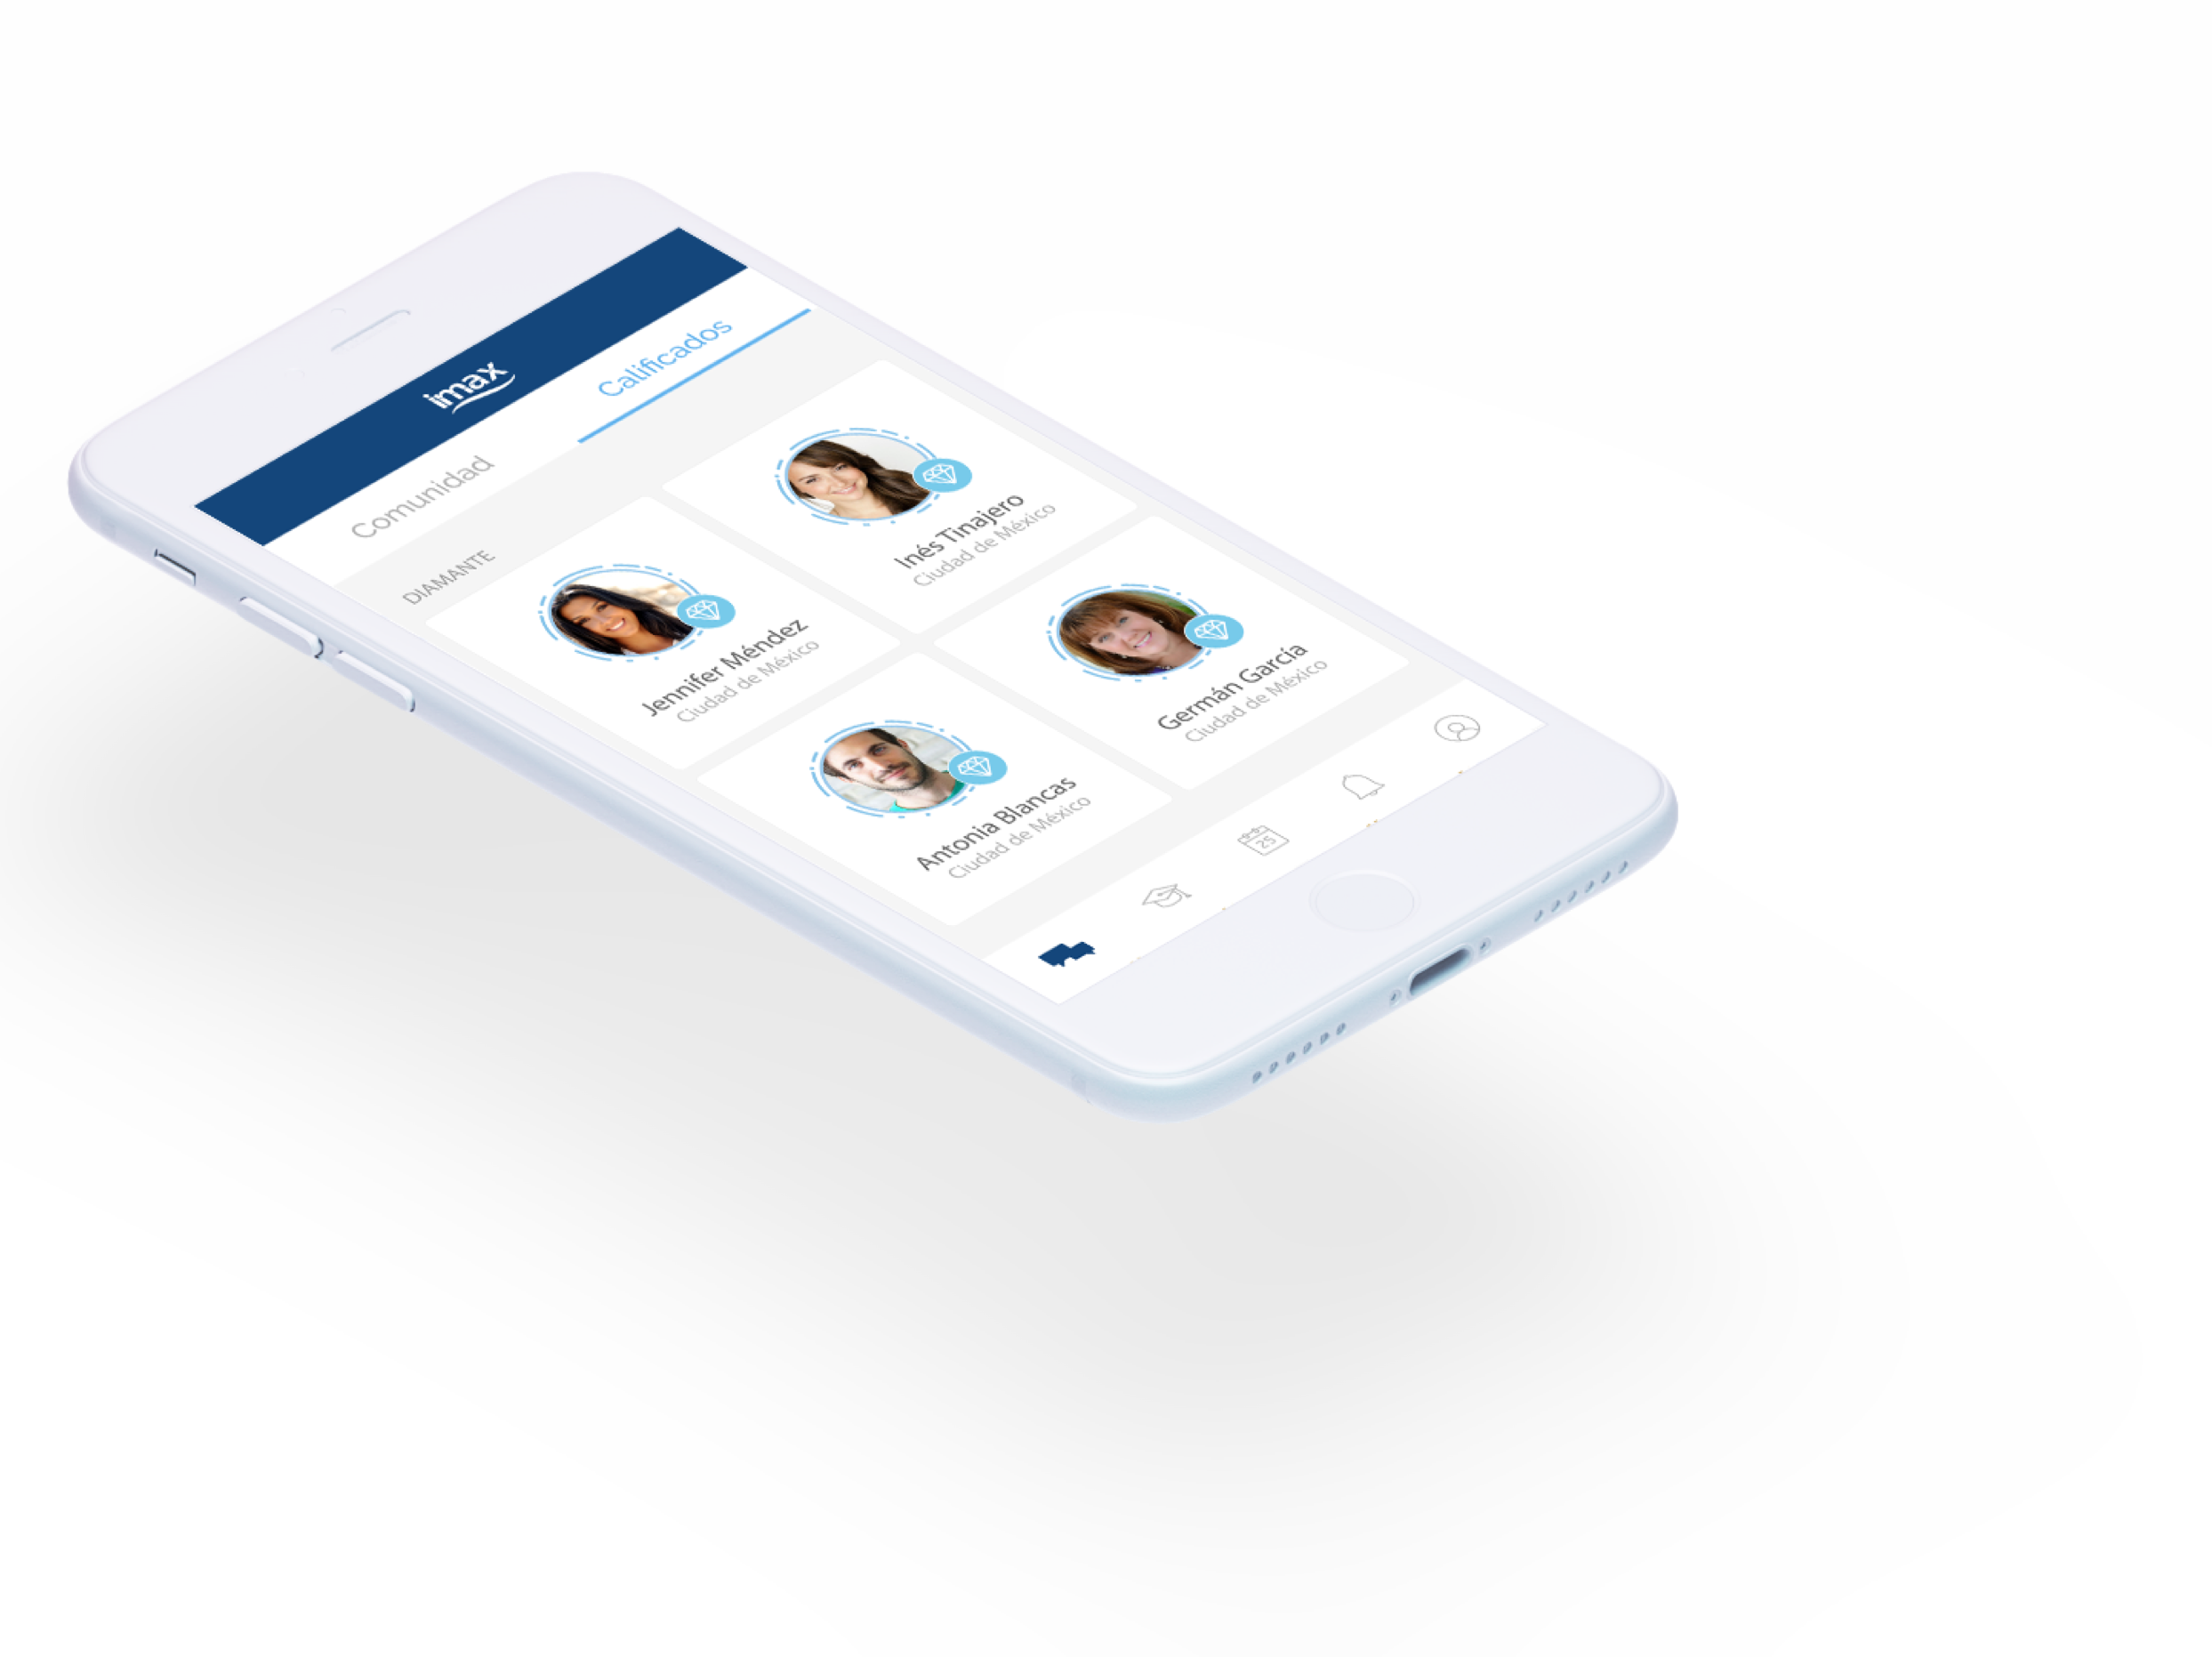 imax
Comunidad
Calificados
DIAMANTE
Jennifer Méndez
Ciudad de México
Inés Tinajero
Ciudad de México
Antonia Blancas
Ciudad de México
Germán García
Ciudad de México
25